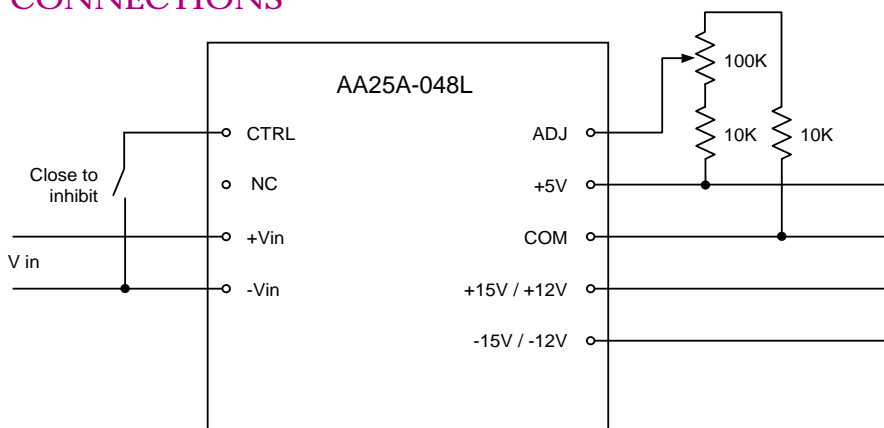 CONNECTIONS
AA25A-048L
100K
10K
10K
CTRL
ADJ
Close to
inhibit
NC
+5V
+Vin
COM
V in
-Vin
+15V / +12V
-15V / -12V